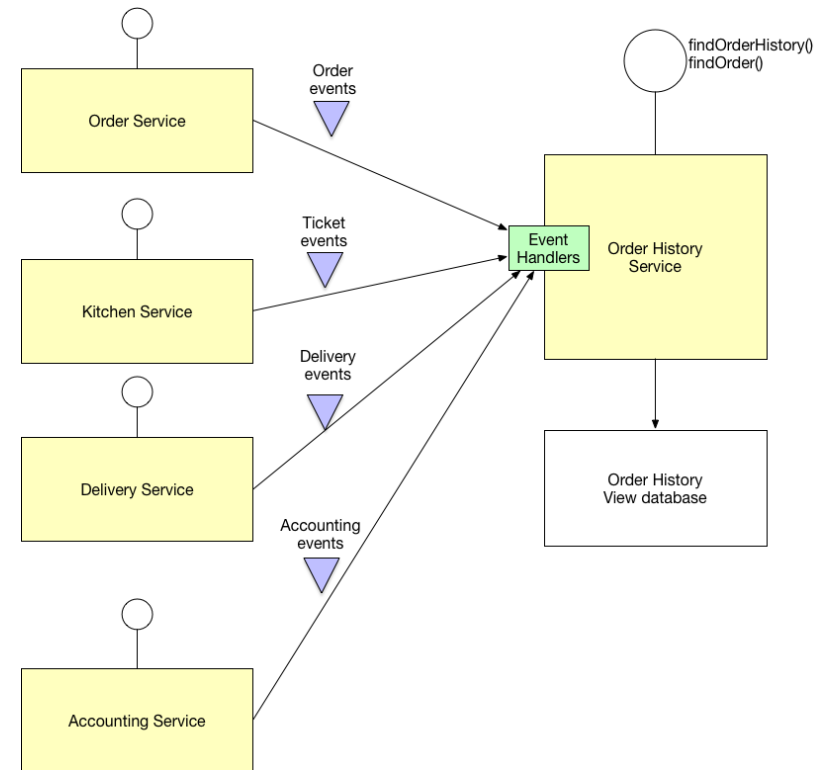 findOrderHistory()
findOrder()
Order
events
Order Service
Ticket
events
Event
Handlers
Order History
Service
Kitchen Service
Delivery
events
Delivery Service
Order History
View database
Accounting
events
Accounting Service